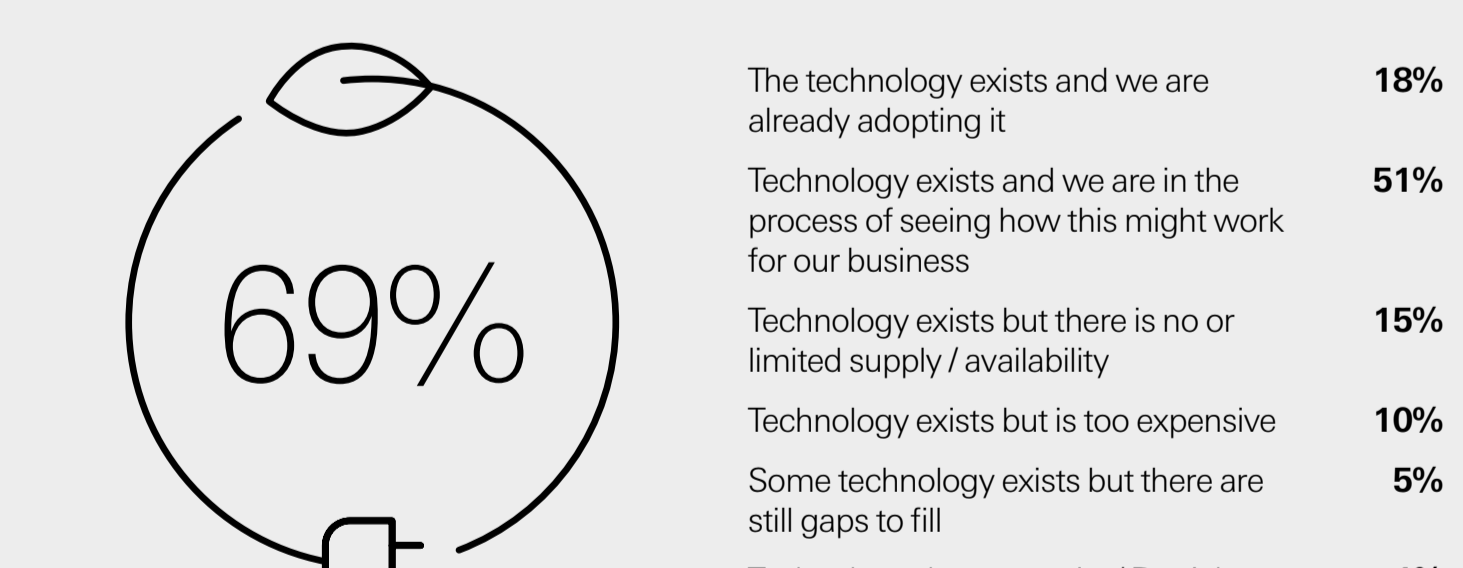 69%
The technology exists and we are 18%
already adopting it
Technology exists and we are in the 51%
process of seeing how this might work
for our business
Technology exists but there is no or 15%
limited supply / availability
Technology exists but is too expensive 10%
Some technology exists but there are 5%
still gaps to fill